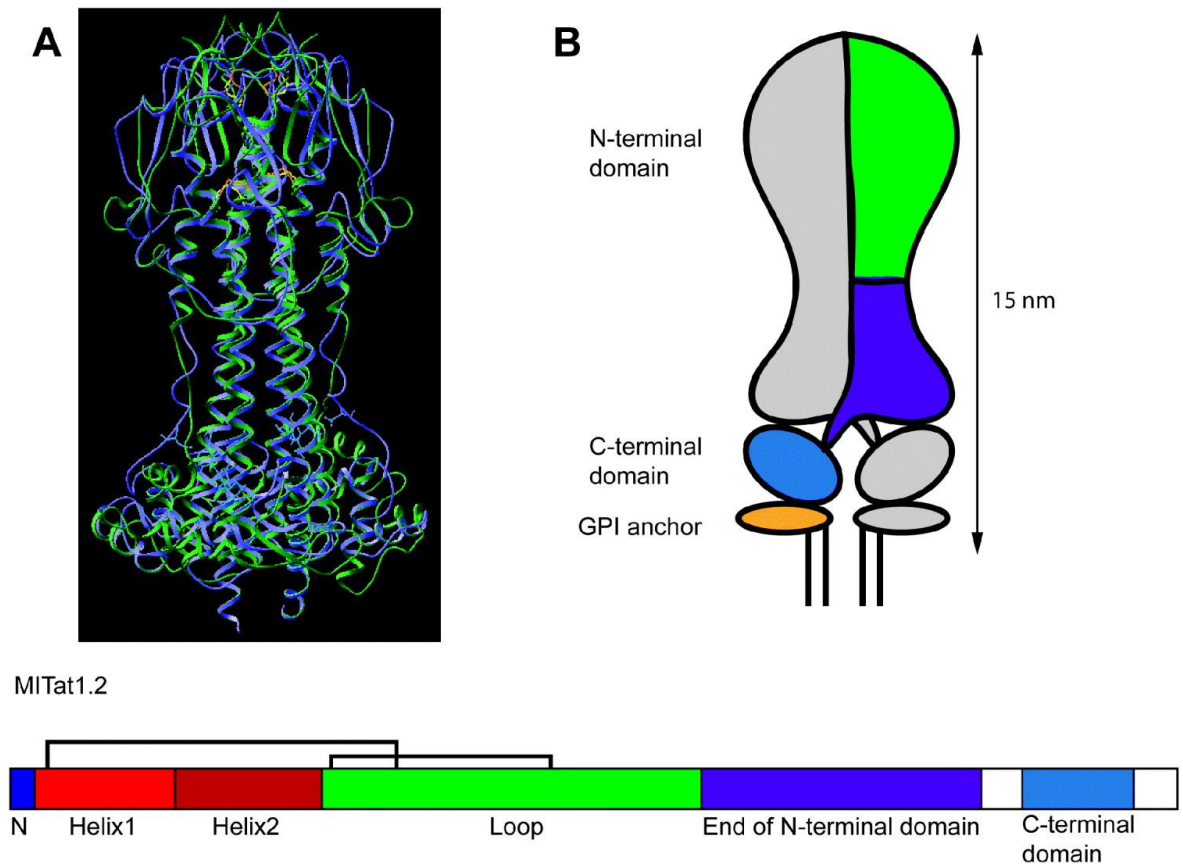 A
B
N-terminal
domain
15 nm
C-terminal
domain
GPI anchor
MITat1.2
N
Helix1
Helix2
Loop
End of N-terminal domain
C-terminal
domain